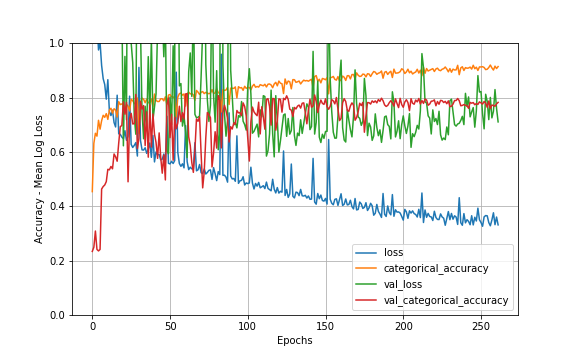 1.0
0.8
0.6
0.4
0.2
0.0
Accuracy - Mean Log Loss
0
50
100
150
200
250
Epochs
loss
categorical_accuracy
val_loss
val_categorical_accuracy